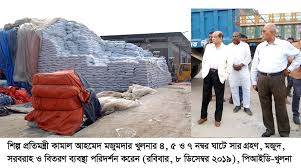 শিল্প প্রতিমন্ত্রী কামাল আহমেদ মজুমদার খুলনার ৪, ৫ ও ৭ নম্বর ঘাটে সার গ্রহণ, মজুদ,
সরবরাহ ও বিতরণ ব্যবস্থা পরিদর্শন করেন (রবিবার, ৮ ডিসেম্বর ২০১৯), পিআইডি-খুলনা